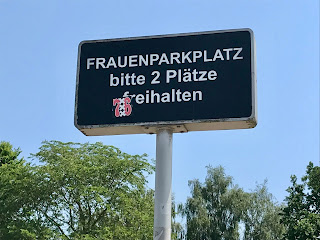 FRAUENPARKPLATZ
bitte 2 Plätze
freihalten